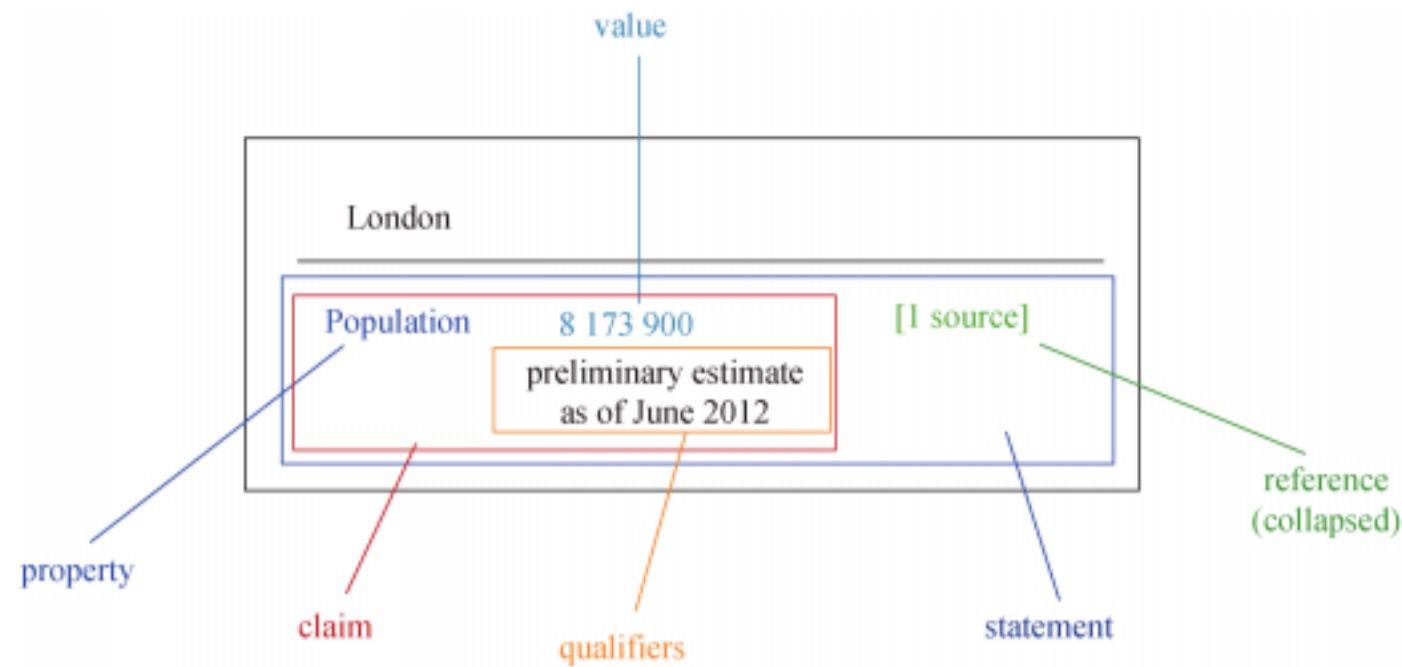 value
London
Population 8 173 900 [1 source]
preliminary estimate
as of June 2012
reference
(collapsed)
property
claim
qualifiers
statement